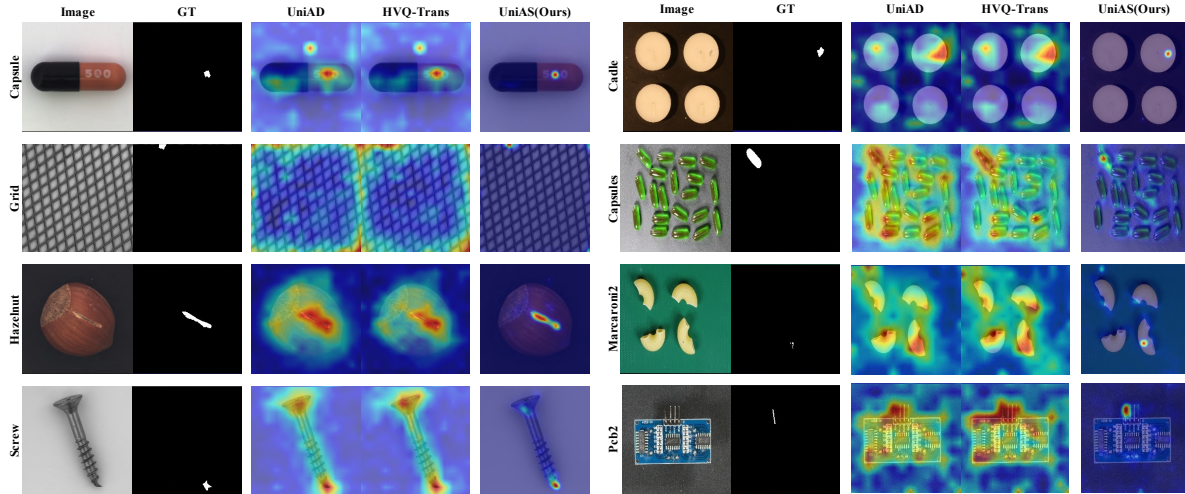 Image GT UniAD HVQ-Trans UniAS(Ours)
Capsule
500
Grid
Hazelnut
Screw
Image GT UniAD HVQ-Trans UniAS(Ours)
Cadle
Capsules
Marcaroni2
Pcb2